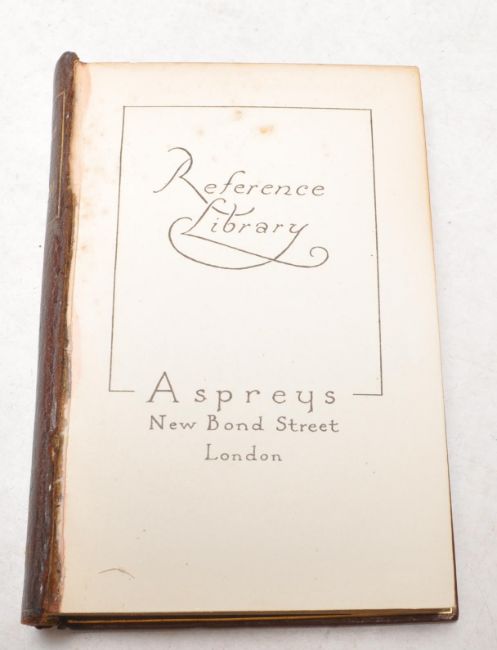 Reference
Library
Aspreys
New Bond Street
London